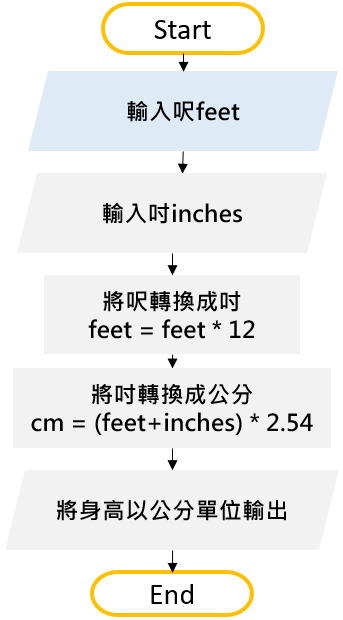 Start
輸入呎feet
輸入吋inches
將呎轉換成吋
feet = feet * 12
將吋轉換成公分
cm = (feet+inches) * 2.54
將身高以公分單位輸出
End